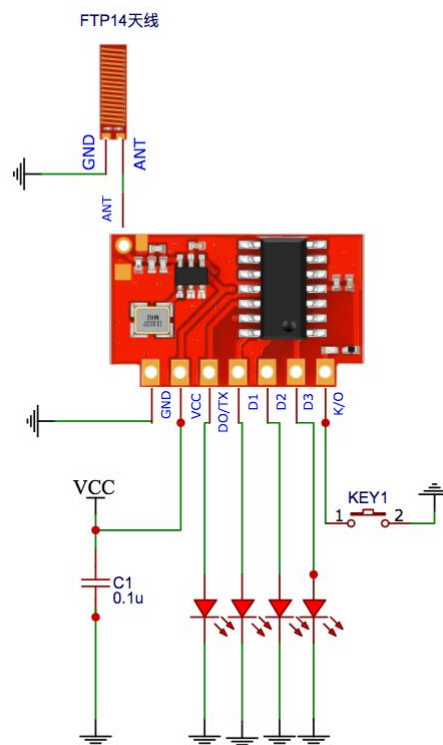 FTP14天线
GND
ANT
ANT
GND
VCC
DO/TX
D1
D2
D3
K/O
KEY1
1
2
VCC
C1
0.1u